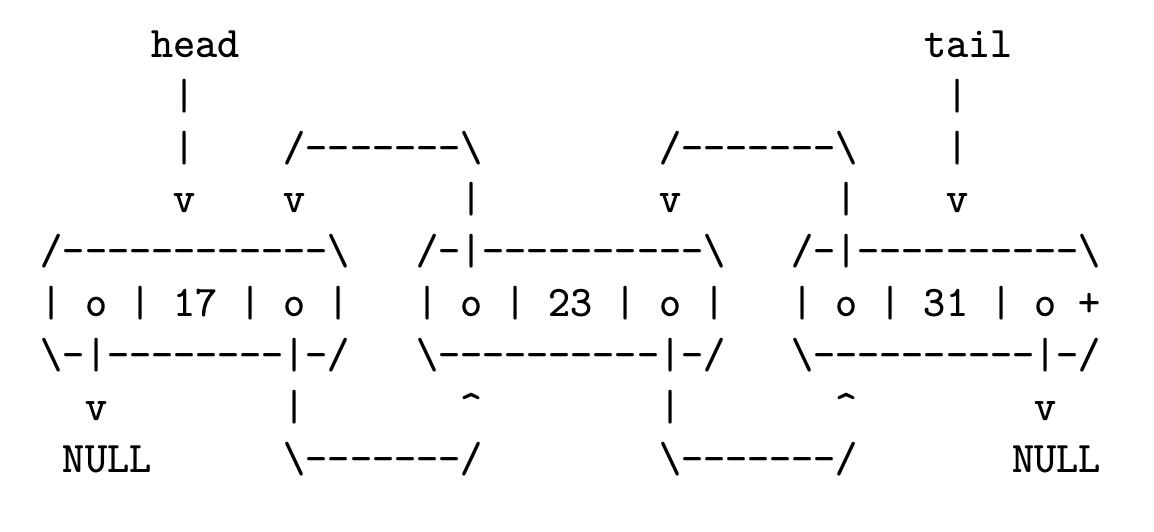 head                               tail
            |                                  |
            |    /-------\       /-------\     |
            v    v       |       v       |     v
      /------------\   /-|----------\   /-|----------\
      | o | 17 | o |   | o | 23 | o |   | o | 31 | o +
      \-|--------|-/   \----------|-/   \----------|-/
        v        |       ^        |       ^        v
       NULL      \-------/        \-------/       NULL